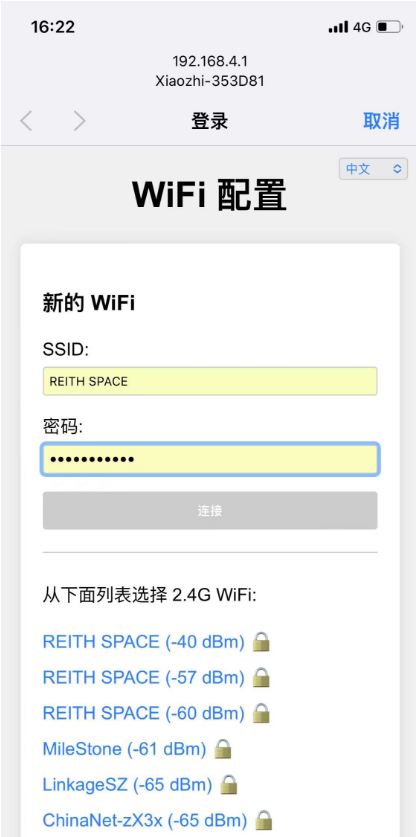 16:22
4G
192.168.4.1
Xiaozhi-353D81
登录
取消
中文
WiFi 配置
新的 WiFi
SSID:
REITH SPACE
密码:
•••••••••••
连接
从下面列表选择 2.4G WiFi:
REITH SPACE (-40 dBm)
REITH SPACE (-57 dBm)
REITH SPACE (-60 dBm)
MileStone (-61 dBm)
LinkageSZ (-65 dBm)
ChinaNet-zX3x (-65 dBm)